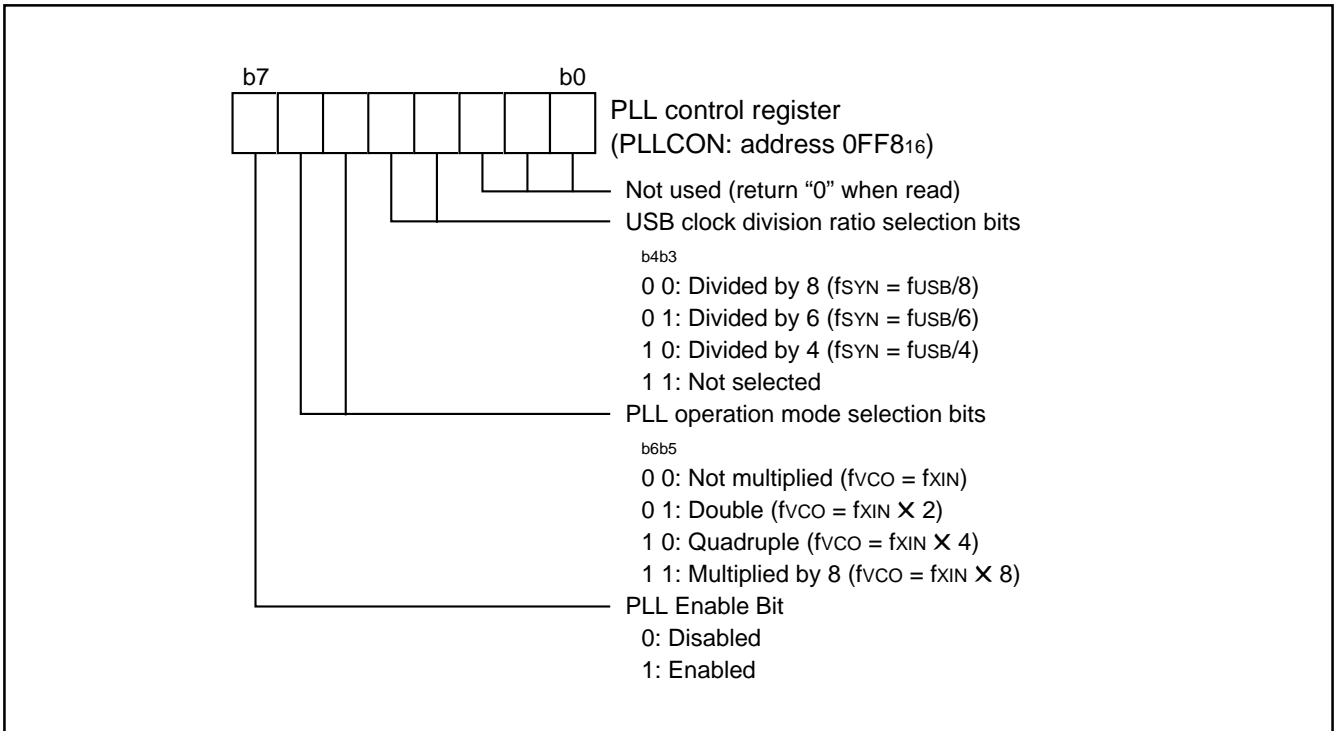 b7 b0
PLL control register
(PLLCON: address 0FF816)
Not used (return “0” when read)
USB clock division ratio selection bits
b4b3
0 0: Divided by 8 (fSYN = fUSB/8)
0 1: Divided by 6 (fSYN = fUSB/6)
1 0: Divided by 4 (fSYN = fUSB/4)
1 1: Not selected
PLL operation mode selection bits
b6b5
0 0: Not multiplied (fVCO = fXIN)
0 1: Double (fVCO = fXIN × 2)
1 0: Quadruple (fVCO = fXIN × 4)
1 1: Multiplied by 8 (fVCO = fXIN × 8)
PLL Enable Bit
0: Disabled
1: Enabled